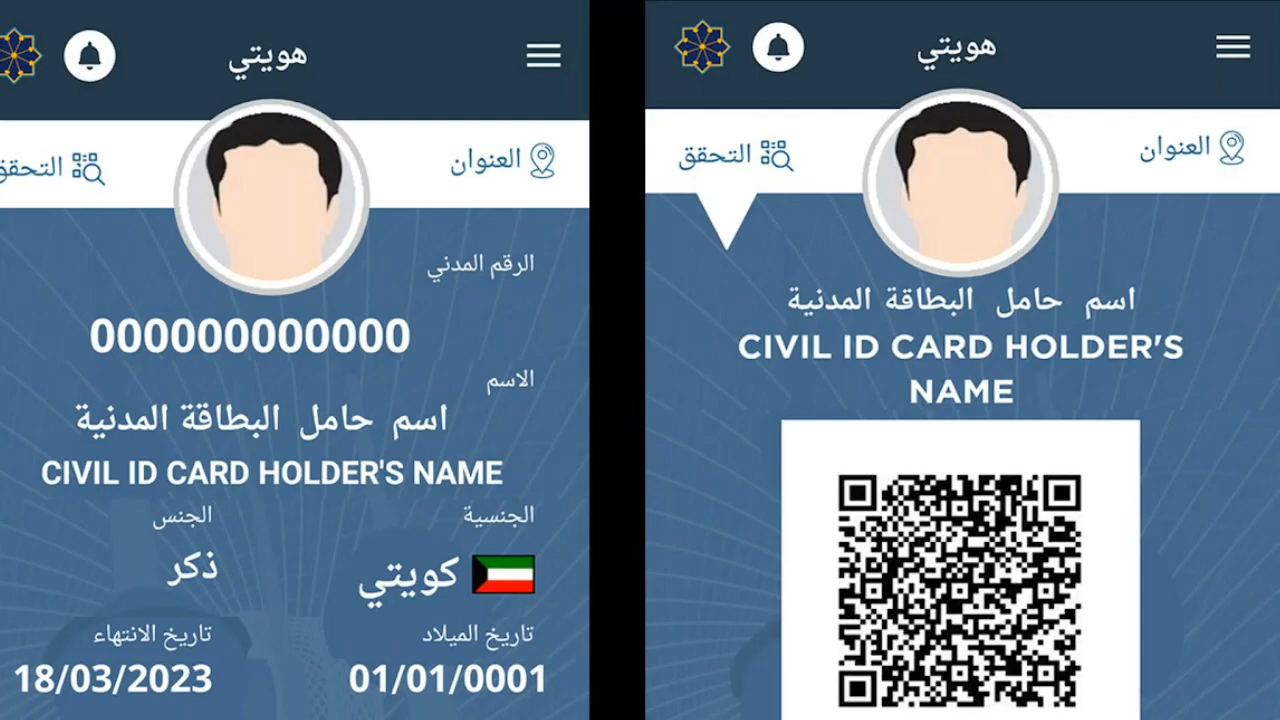 هويتي
العنوان
التحقق
الرقم المدني
000000000000
الاسم
اسم حامل البطاقة المدنية
CIVIL ID CARD HOLDER'S NAME
الجنسية
الجنس
كويتي
ذكر
تاريخ الميلاد
تاريخ الانتهاء
01/01/0001
18/03/2023
هويتي
العنوان
التحقق
اسم حامل البطاقة المدنية
CIVIL ID CARD HOLDER'S
NAME